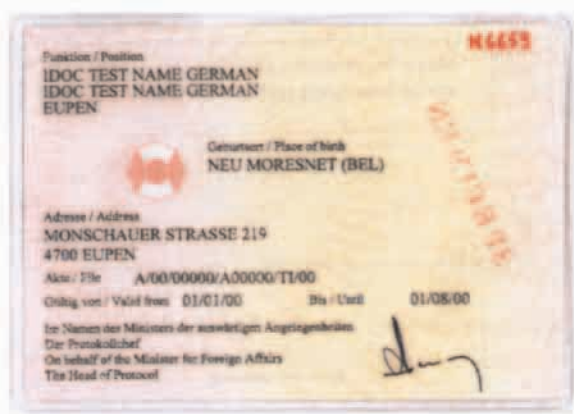 N6659
Funktion / Position
IDOC TEST NAME GERMAN
IDOC TEST NAME GERMAN
EUPEN
Geburtsort / Place of birth
NEU MORESNET (BEL)
Adresse / Address
MONSCHAUER STRASSE 219
4700 EUPEN
Akte / File A/00/00000/A00000/TI/00
Gültig von / Valid from 01/01/00 Bis / Until 01/08/00
Im Namen des Ministers der auswärtigen Angelegenheiten
Der Protokollchef
On behalf of the Minister for Foreign Affairs
The Head of Protocol